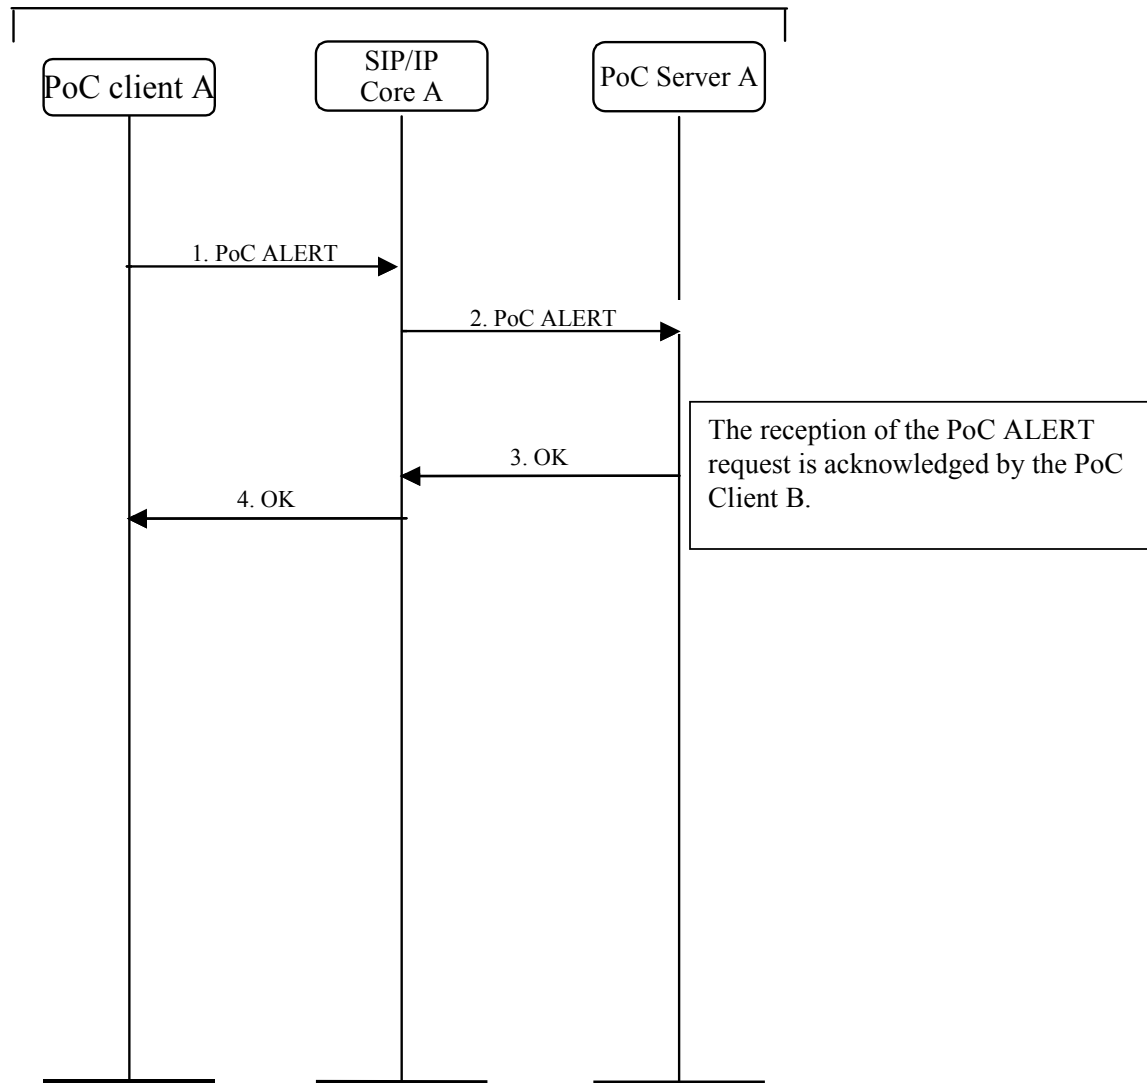 PoC client A
SIP/IP
Core A
PoC Server A
1. PoC ALERT
2. PoC ALERT
The reception of the PoC ALERT
request is acknowledged by the PoC
Client B.
3. OK
4. OK